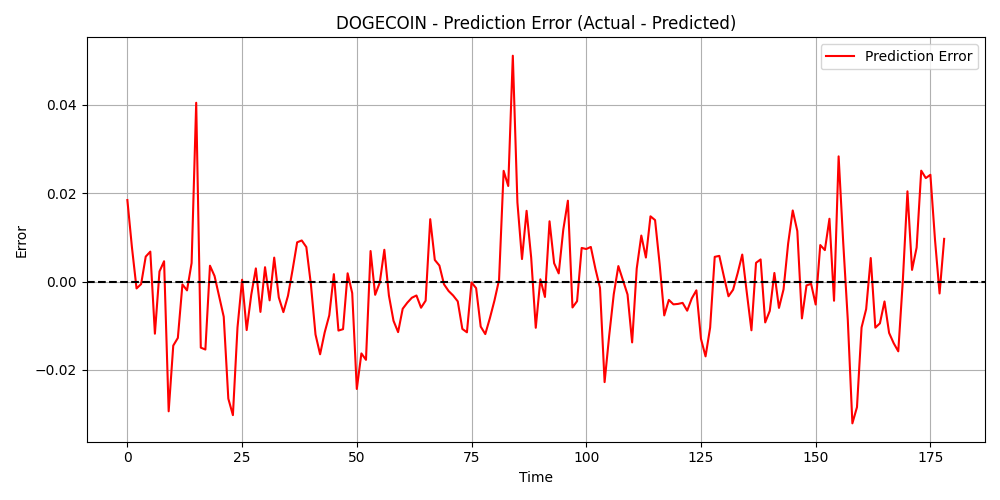 DOGECOIN - Prediction Error (Actual - Predicted)
Prediction Error
Error
0.04
0.02
0.00
−0.02
0 25 50 75 100 125 150 175
Time